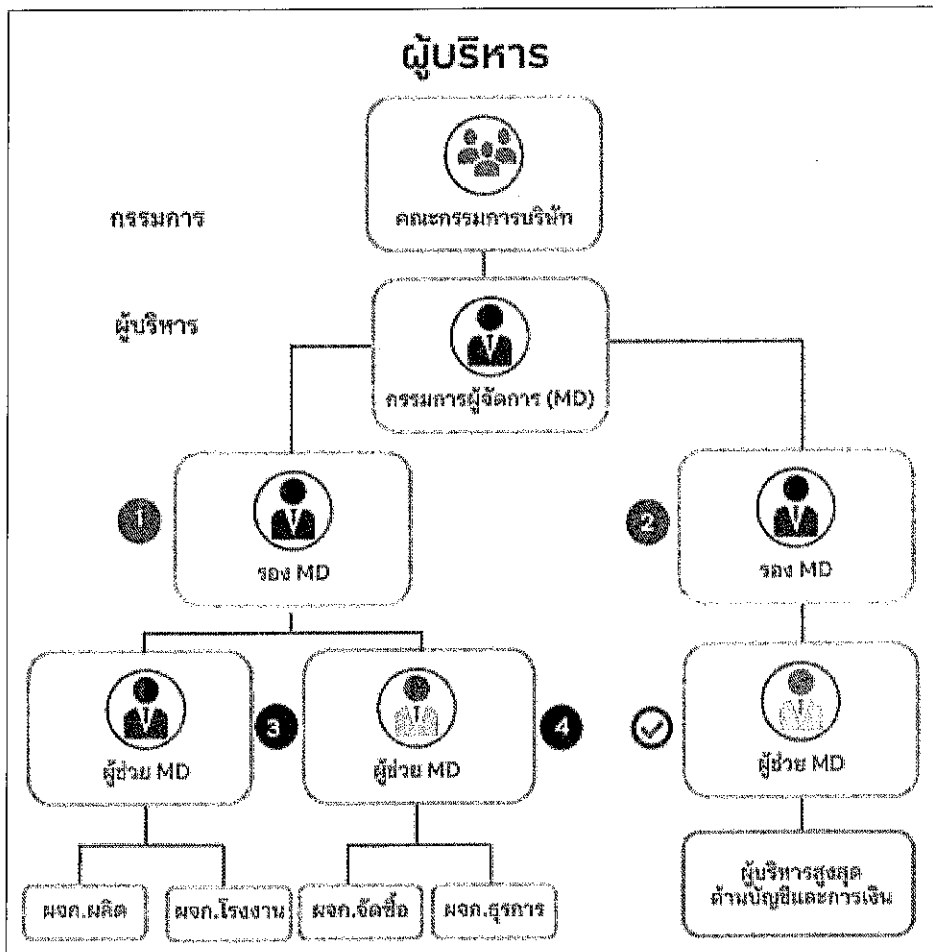 ผู้บริหาร
กรรมการ
คณะกรรมการบริษัท
ผู้บริหาร
กรรมการผู้จัดการ (MD)
1
รอง MD
2
รอง MD
ผู้ช่วย MD
3
ผู้ช่วย MD
4
ผู้ช่วย MD
ผจก.ผลิต
ผจก.โรงงาน
ผจก.จัดซื้อ
ผจก.ธุรการ
ผู้บริหารสูงสุด
ด้านบัญชีและการเงิน